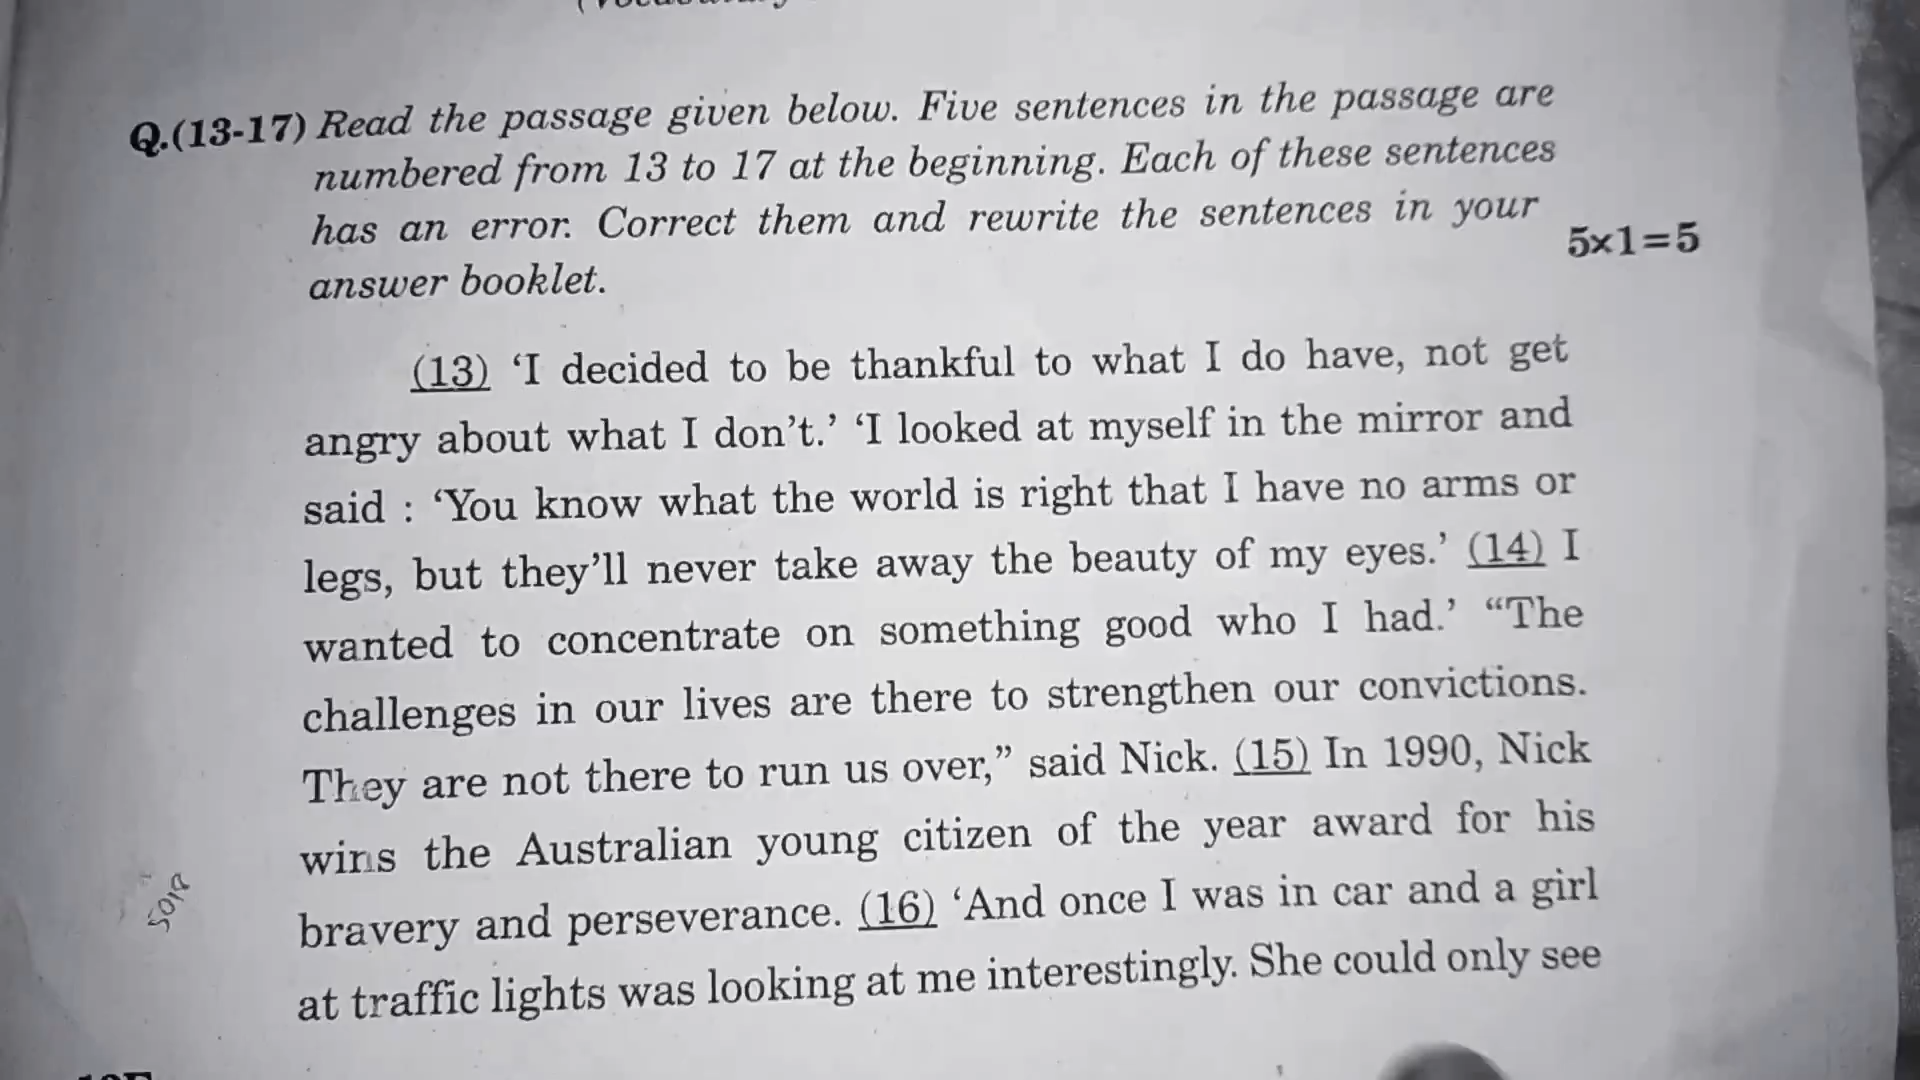 Q.(13-17) Read the passage given below. Five sentences in the passage are
numbered from 13 to 17 at the beginning. Each of these sentences
has an error. Correct them and rewrite the sentences in your
answer booklet.
5×1=5
(13) ‘I decided to be thankful to what I do have, not get
angry about what I don’t.’ ‘I looked at myself in the mirror and
said : ‘You know what the world is right that I have no arms or
legs, but they’ll never take away the beauty of my eyes.’ (14) I
wanted to concentrate on something good who I had.’ “The
challenges in our lives are there to strengthen our convictions.
They are not there to run us over,” said Nick. (15) In 1990, Nick
wins the Australian young citizen of the year award for his
bravery and perseverance. (16) ‘And once I was in car and a girl
at traffic lights was looking at me interestingly. She could only see